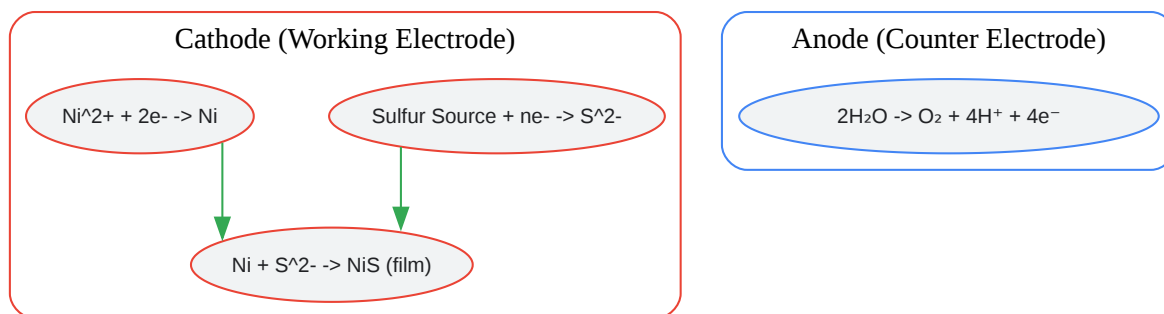 Cathode (Working Electrode)
Anode (Counter Electrode)
Ni^2+ + 2e- -> Ni
Sulfur Source + ne- -> S^2-
2H₂O -> O₂ + 4H⁺ + 4e⁻
Ni + S^2- -> NiS (film)